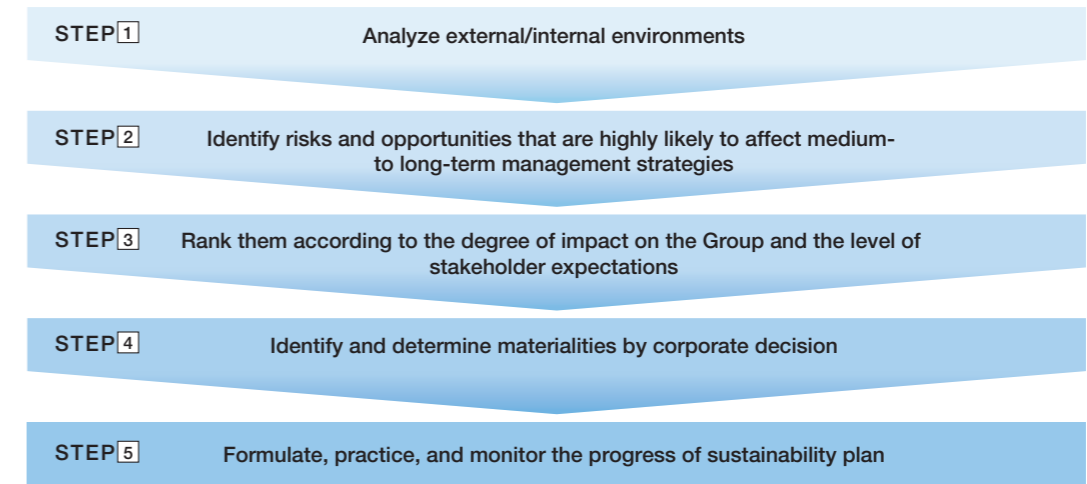 STEP1 Analyze external/internal environments
STEP2 Identify risks and opportunities that are highly likely to affect medium-
to long-term management strategies
STEP3 Rank them according to the degree of impact on the Group and the level of
stakeholder expectations
STEP4 Identify and determine materialities by corporate decision
STEP5 Formulate, practice, and monitor the progress of sustainability plan